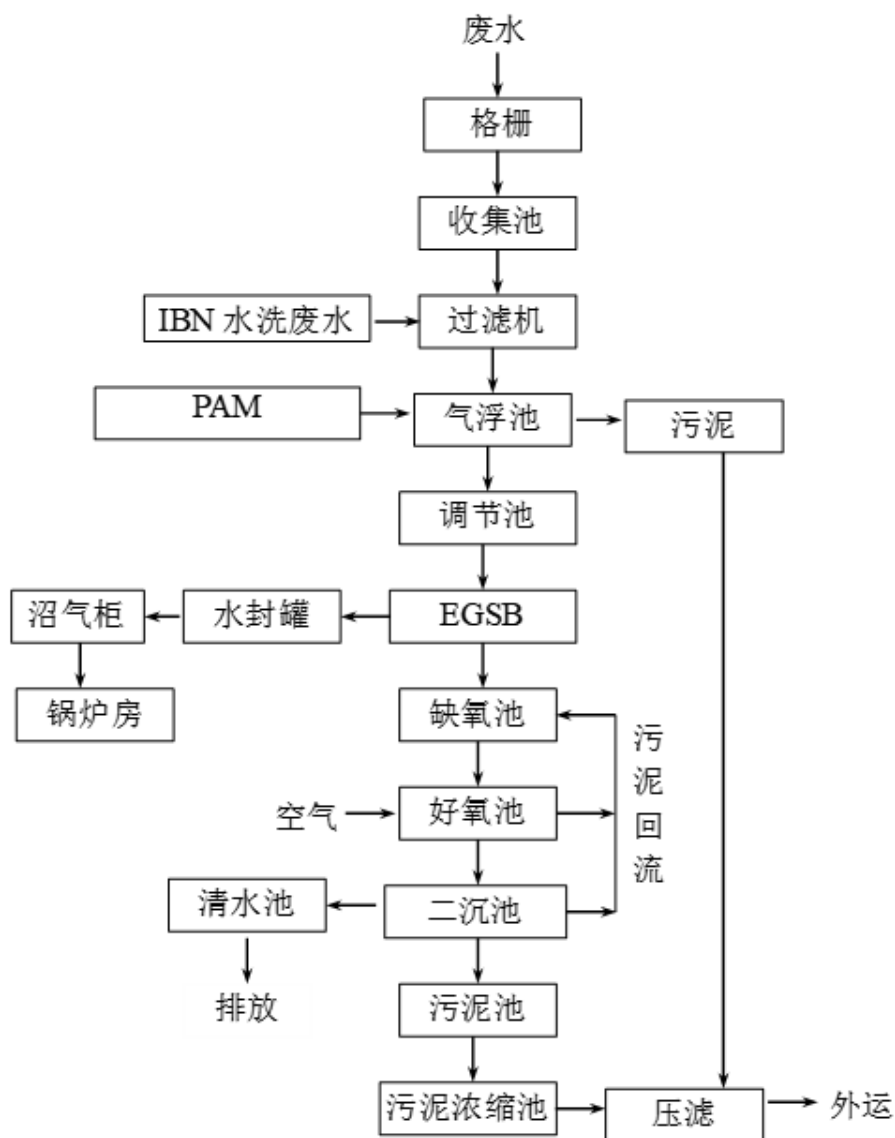 废水
格栅
收集池
IBN 水洗废水
过滤机
PAM
气浮池
污泥
调节池
沼气柜
水封罐
EGSB
锅炉房
缺氧池
污泥回流
空气
好氧池
清水池
二沉池
排放
污泥池
污泥浓缩池
压滤
外运